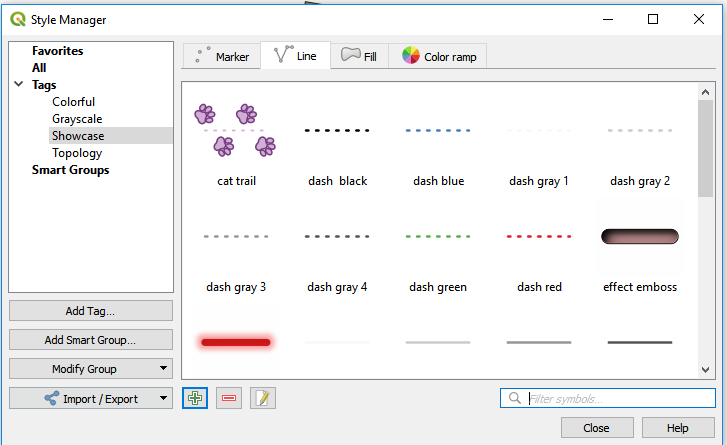 Style Manager
Favorites
All
Tags
Colorful
Grayscale
Showcase
Topology
Smart Groups
Add Tag...
Add Smart Group...
Modify Group
Import / Export
Marker
Line
Fill
Color ramp
cat trail
dash  black
dash blue
dash gray 1
dash gray 2
dash gray 3
dash gray 4
dash green
dash red
effect emboss
Filter symbols...
Close
Help